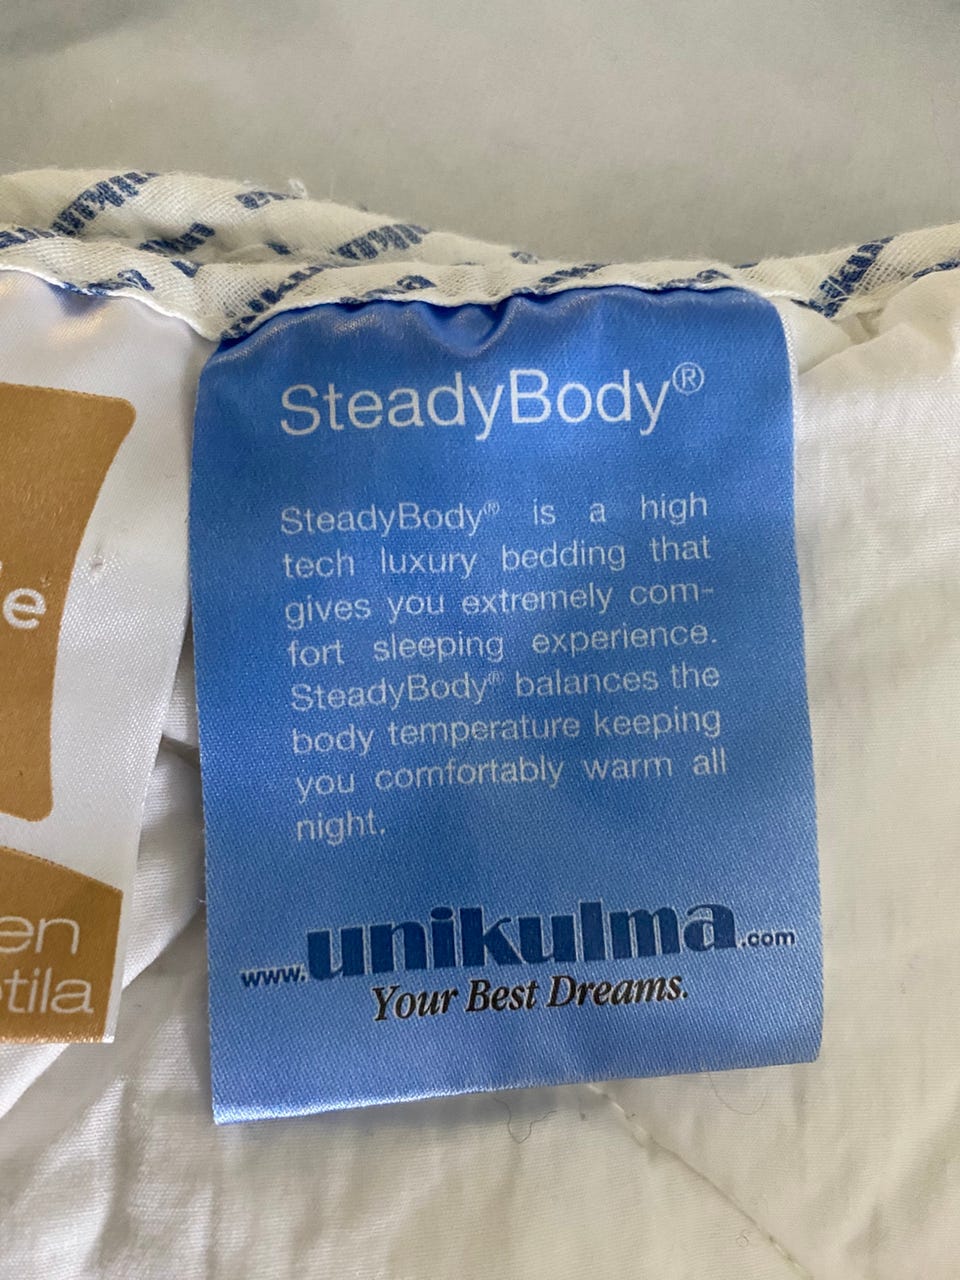 SteadyBody®
SteadyBody® is a high
tech luxury bedding that
gives you extremely com-
fort sleeping experience.
SteadyBody® balances the
body temperature keeping
you comfortably warm all
night.
www.unikulma.com
Your Best Dreams.